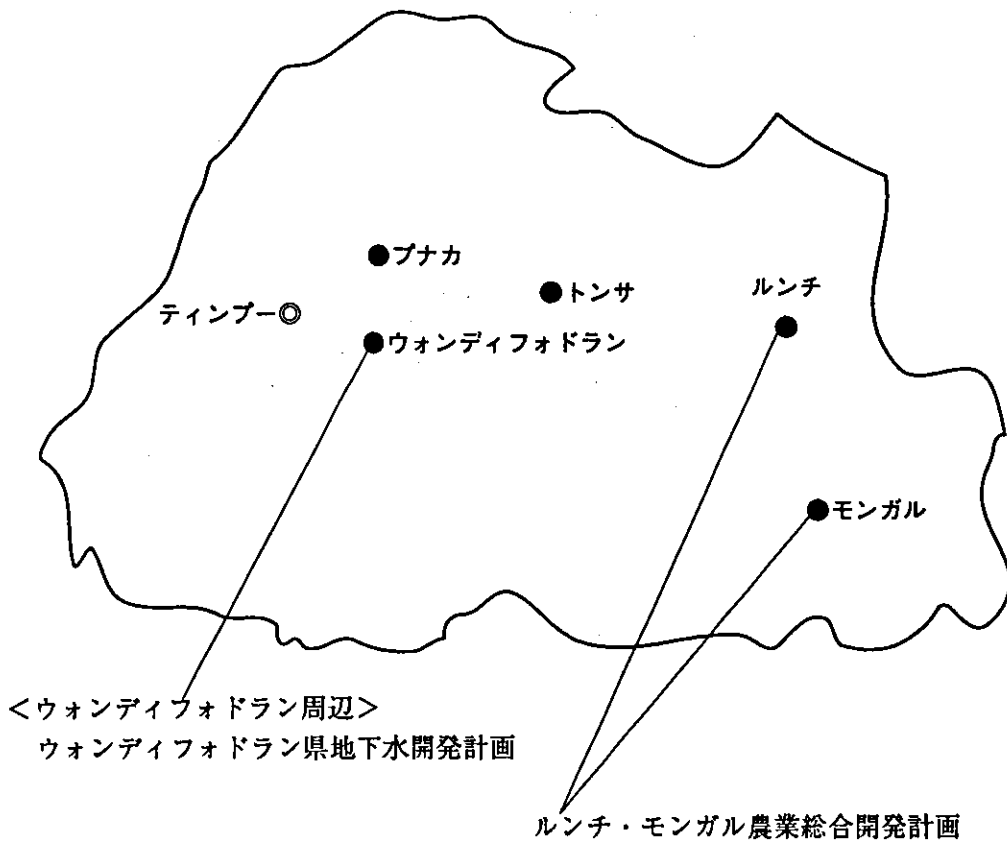 プナカ
トンサ
ルンチ
ティンプー
ウォンディフォドラン
モンガル
<ウォンディフォドラン周辺>
ウォンディフォドラン県地下水開発計画
ルンチ・モンガル農業総合開発計画